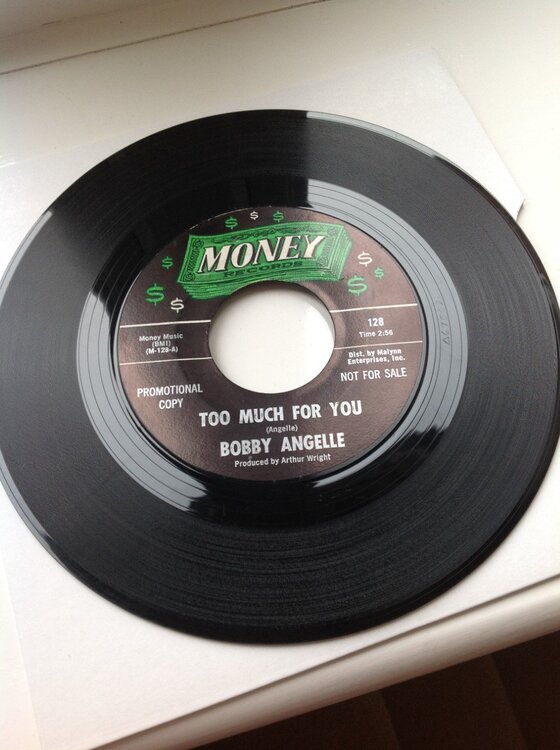 MONEY
RECORDS
Money Music
(BMI)
(M-128-A)
128
Time 2:56
Dist. by Malynn
Enterprises, Inc.
PROMOTIONAL
COPY
NOT FOR SALE
TOO MUCH FOR YOU
(Angelle)
BOBBY ANGELLE
Produced by Arthur Wright